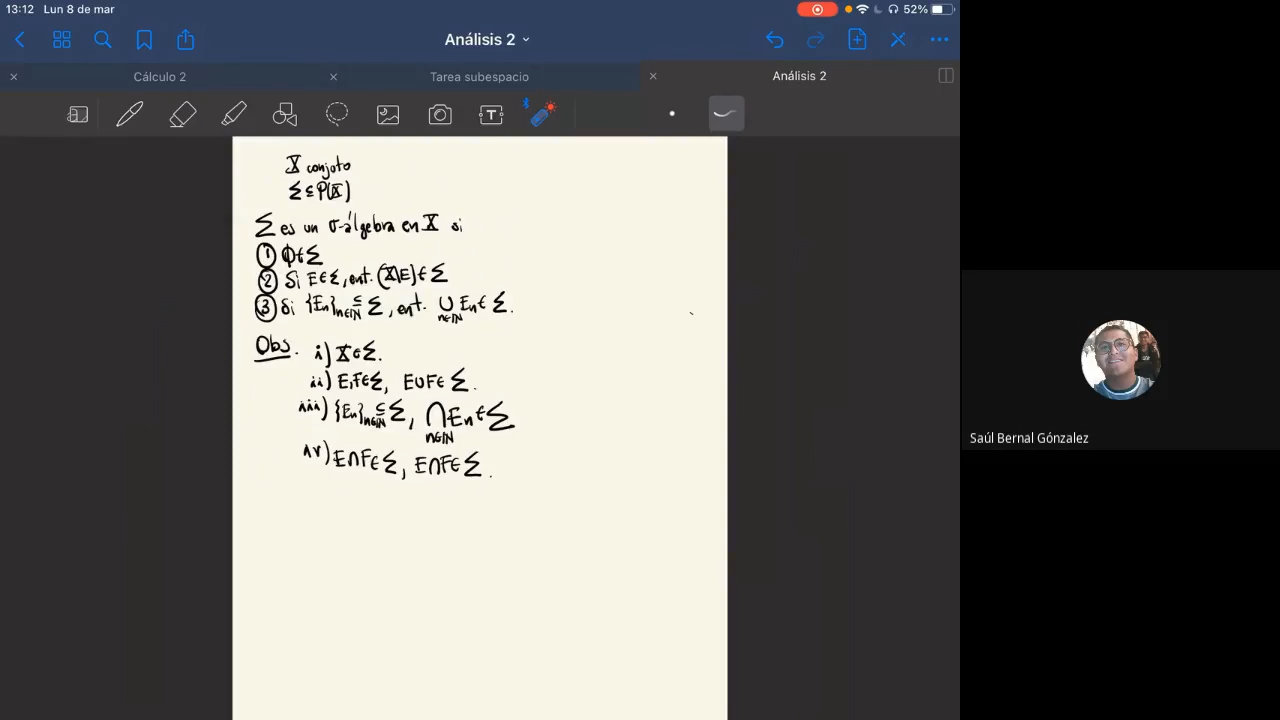 13:12 Lun 8 de mar
52%
Análisis 2
Cálculo 2
Tarea subespacio
Análisis 2
T
X conjoto
Σ ⊆ P(X)
Σ es un σ-álgebra en X si
① ϕ ∈ Σ
② Si E ∈ Σ, ent. (X\E) ∈ Σ
③ Si {En}n∈ℕ ⊆ Σ, ent. ∪n∈ℕ En ∈ Σ.
Obs. i) X ∈ Σ.
ii) E,F ∈ Σ, E∪F ∈ Σ.
iii) {En}n∈ℕ ⊆ Σ, ⋂n∈ℕ En ∈ Σ
iv) E∩F ∈ Σ, E∩F ∈ Σ.
Saúl Bernal Gónzalez